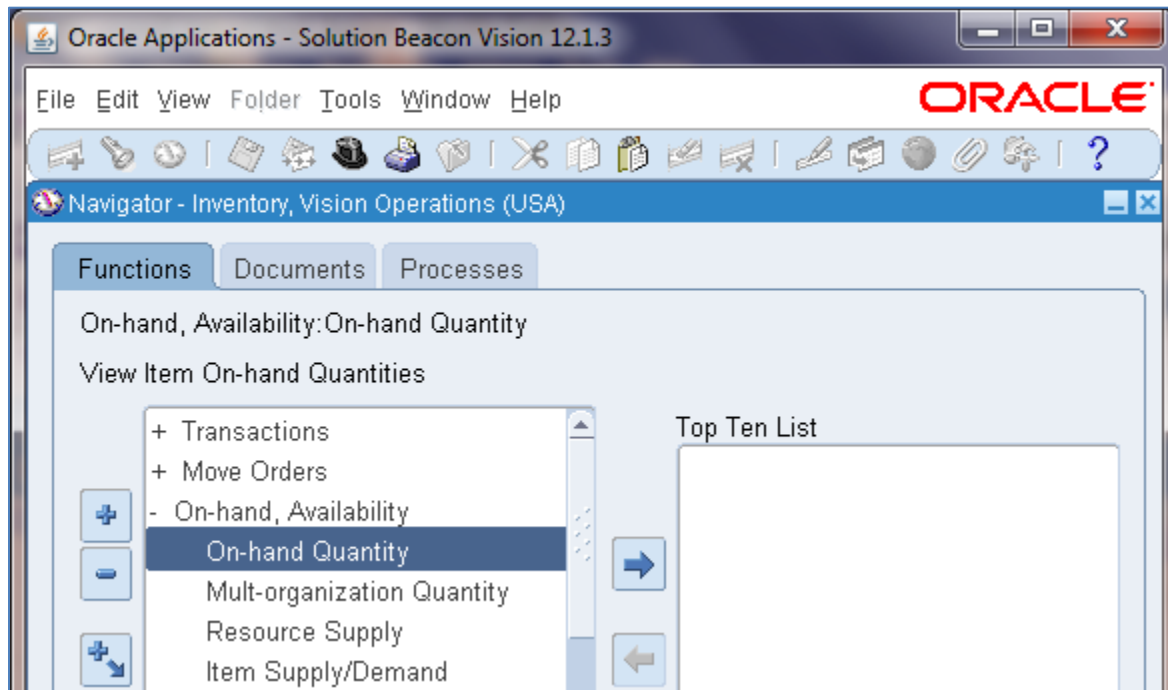 Oracle Applications - Solution Beacon Vision 12.1.3
File Edit View Folder Tools Window Help
ORACLE
?
Navigator - Inventory, Vision Operations (USA)
Functions Documents Processes
On-hand, Availability:On-hand Quantity
View Item On-hand Quantities
Top Ten List
+ Transactions
+ Move Orders
- On-hand, Availability
On-hand Quantity
Mult-organization Quantity
Resource Supply
Item Supply/Demand